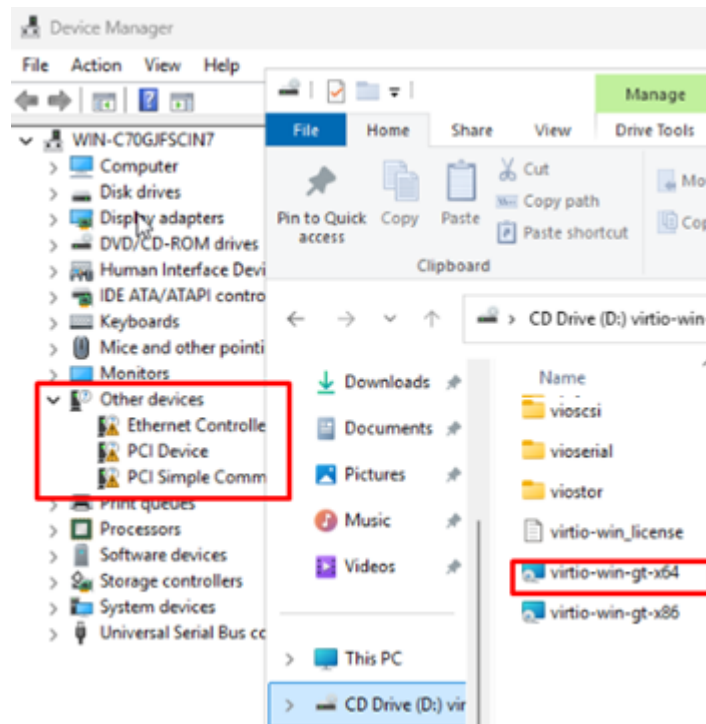 Device Manager
File Action View Help
WIN-C70GJFSCIN7
Computer
Disk drives
Display adapters
DVD/CD-ROM drives
Human Interface Devi
IDE ATA/ATAPI contro
Keyboards
Mice and other pointi
Monitors
Other devices
Ethernet Controlle
PCI Device
PCI Simple Comm
Print queues
Processors
Software devices
Storage controllers
System devices
Universal Serial Bus cc
Manage
File Home Share View Drive Tools
Pin to Quick access
Copy
Paste
Cut
Copy path
Paste shortcut
Mo
Cop
Clipboard
CD Drive (D:) virtio-win
Downloads
Documents
Pictures
Music
Videos
This PC
CD Drive (D:) vir
Name
vioscsi
vioserial
viostor
virtio-win_license
virtio-win-gt-x64
virtio-win-gt-x86